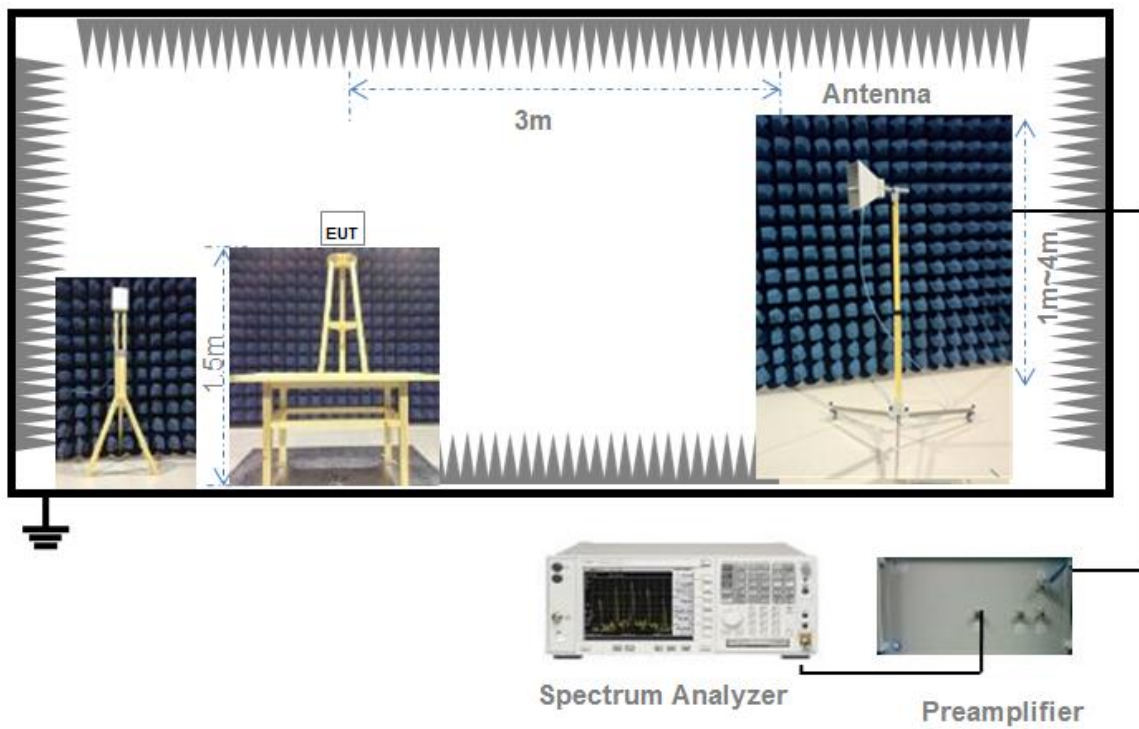 Antenna
3m
EUT
1.5m
1m~4m
Spectrum Analyzer
Preamplifier